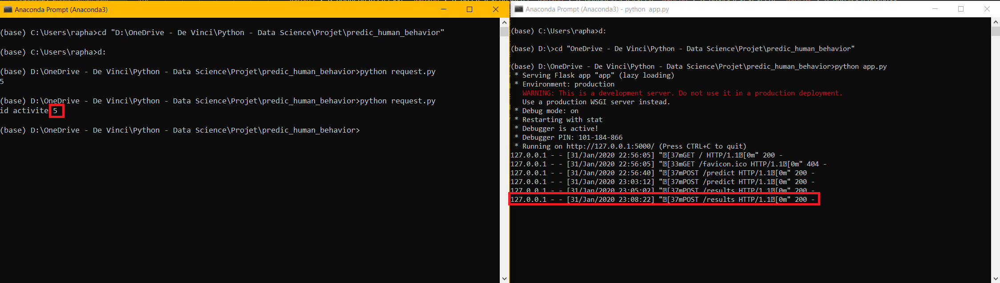 Anaconda Prompt (Anaconda3)
(base) C:\Users\rapha>cd "D:\OneDrive - De Vinci\Python - Data Science\Projet\predic_human_behavior"
(base) C:\Users\rapha>d:
(base) D:\OneDrive - De Vinci\Python - Data Science\Projet\predic_human_behavior>python request.py
5
(base) D:\OneDrive - De Vinci\Python - Data Science\Projet\predic_human_behavior>python request.py
id activite 5
(base) D:\OneDrive - De Vinci\Python - Data Science\Projet\predic_human_behavior>
Anaconda Prompt (Anaconda3) - python  app.py
(base) C:\Users\rapha>d:
(base) D:\>cd "OneDrive - De Vinci\Python - Data Science\Projet\predic_human_behavior"
(base) D:\OneDrive - De Vinci\Python - Data Science\Projet\predic_human_behavior>python app.py
* Serving Flask app "app" (lazy loading)
* Environment: production
WARNING: This is a development server. Do not use it in a production deployment.
Use a production WSGI server instead.
* Debug mode: on
* Restarting with stat
* Debugger is active!
* Debugger PIN: 101-184-866
* Running on http://127.0.0.1:5000/ (Press CTRL+C to quit)
127.0.0.1 - - [31/Jan/2020 22:56:05] "�[37mGET / HTTP/1.1�[0m" 200 -
127.0.0.1 - - [31/Jan/2020 22:56:05] "�[33mGET /favicon.ico HTTP/1.1�[0m" 404 -
127.0.0.1 - - [31/Jan/2020 22:56:40] "�[37mPOST /predict HTTP/1.1�[0m" 200 -
127.0.0.1 - - [31/Jan/2020 23:03:12] "�[37mPOST /predict HTTP/1.1�[0m" 200 -
127.0.0.1 - - [31/Jan/2020 23:05:02] "�[37mPOST /results HTTP/1.1�[0m" 200 -
127.0.0.1 - - [31/Jan/2020 23:08:22] "�[37mPOST /results HTTP/1.1�[0m" 200 -